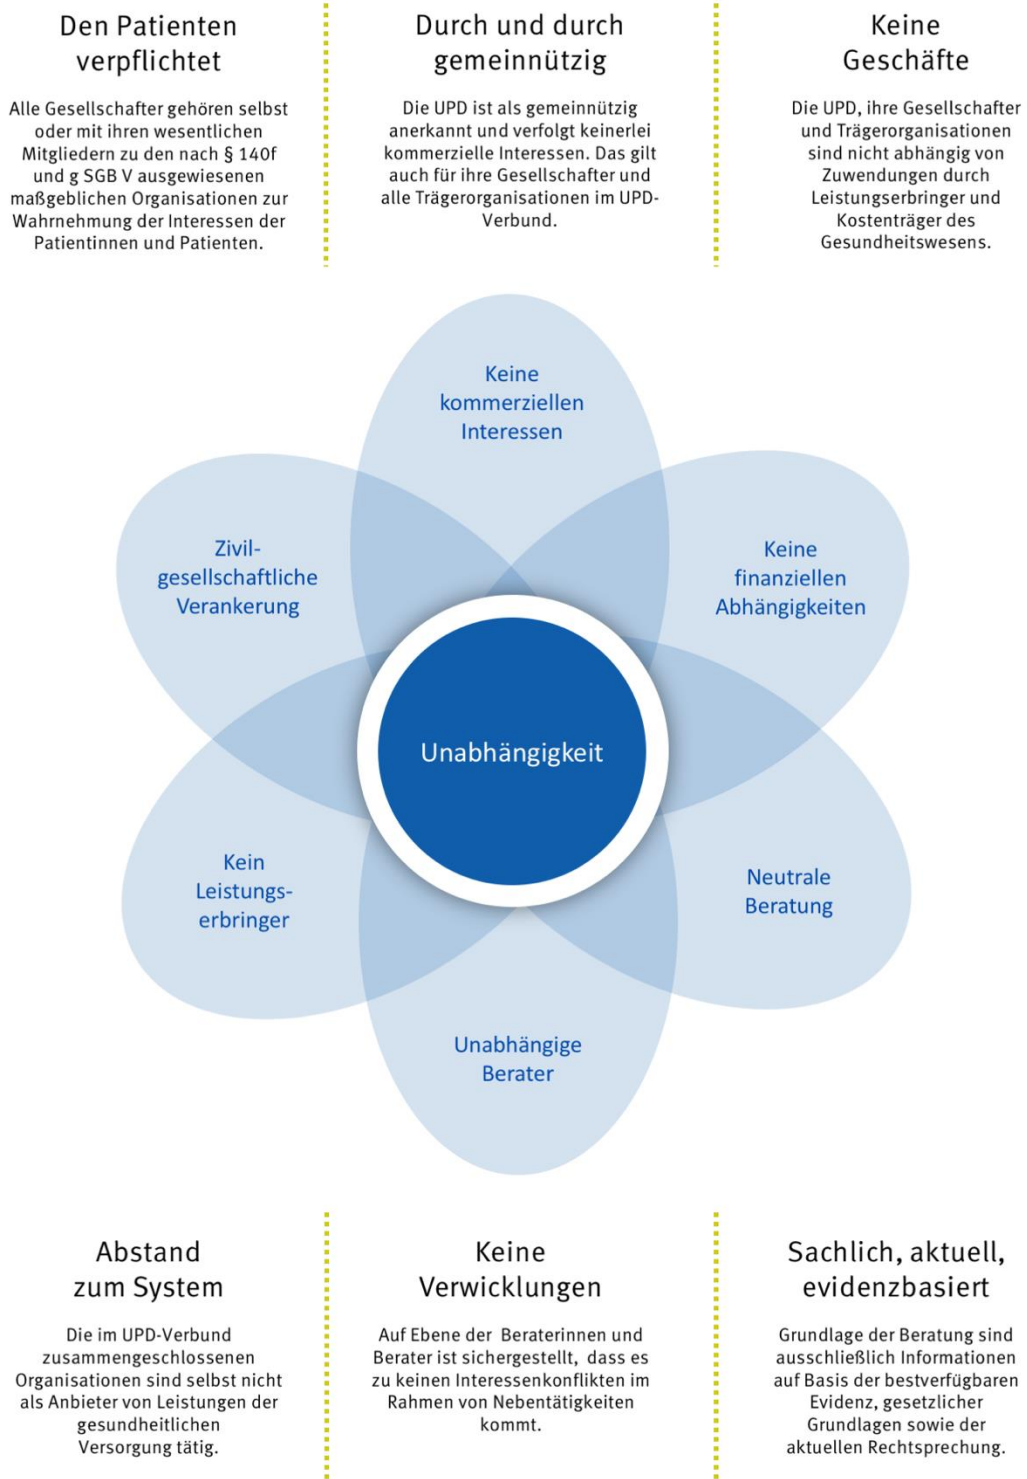 Den Patienten
verpflichtet
Alle Gesellschafter gehören selbst
oder mit ihren wesentlichen
Mitgliedern zu den nach § 140f
und g SGB V ausgewiesenen
maßgeblichen Organisationen zur
Wahrnehmung der Interessen der
Patientinnen und Patienten.
Durch und durch
gemeinnützig
Die UPD ist als gemeinnützig
anerkannt und verfolgt keinerlei
kommerzielle Interessen. Das gilt
auch für ihre Gesellschafter und
alle Trägerorganisationen im UPD-
Verbund.
Keine
Geschäfte
Die UPD, ihre Gesellschafter
und Trägerorganisationen
sind nicht abhängig von
Zuwendungen durch
Leistungserbringer und
Kostenträger des
Gesundheitswesens.
Keine
kommerziellen
Interessen
Zivil-
gesellschaftliche
Verankerung
Keine
finanziellen
Abhängigkeiten
Unabhängigkeit
Kein
Leistungs-
erbringer
Neutrale
Beratung
Unabhängige
Berater
Abstand
zum System
Die im UPD-Verbund
zusammengeschlossenen
Organisationen sind selbst nicht
als Anbieter von Leistungen der
gesundheitlichen
Versorgung tätig.
Keine
Verwicklungen
Auf Ebene der Beraterinnen und
Berater ist sichergestellt, dass es
zu keinen Interessenkonflikten im
Rahmen von Nebentätigkeiten
kommt.
Sachlich, aktuell,
evidenzbasiert
Grundlage der Beratung sind
ausschließlich Informationen
auf Basis der bestverfügbaren
Evidenz, gesetzlicher
Grundlagen sowie der
aktuellen Rechtsprechung.